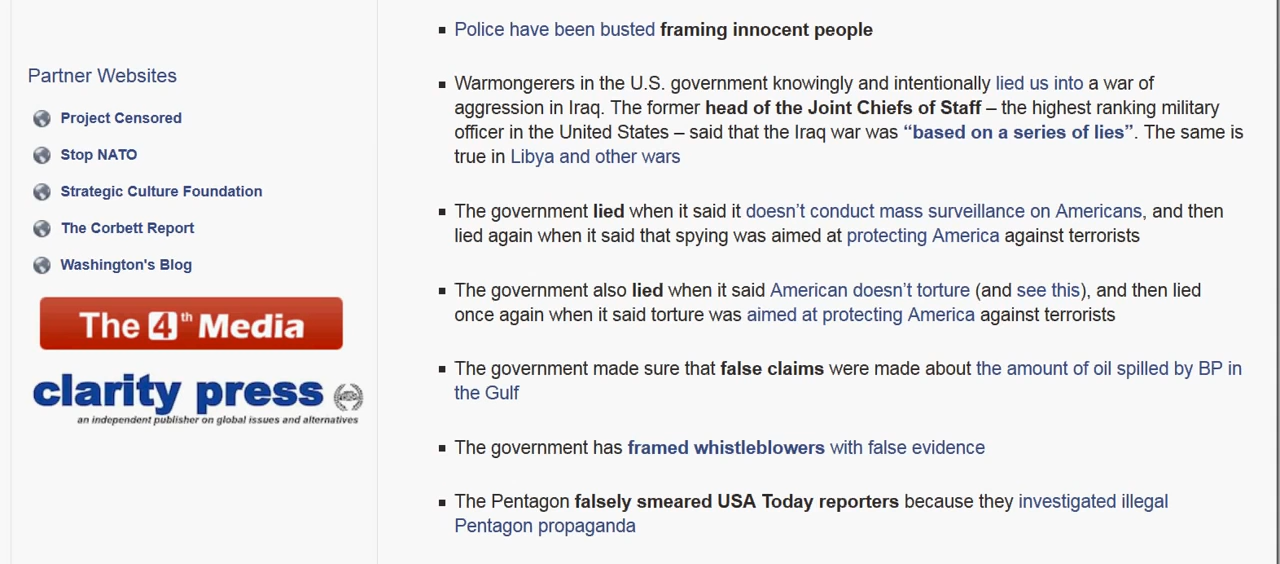 Partner Websites
Project Censored
Stop NATO
Strategic Culture Foundation
The Corbett Report
Washington's Blog
The 4th Media
clarity press
an independent publisher on global issues and alternatives
Police have been busted framing innocent people
Warmongerers in the U.S. government knowingly and intentionally lied us into a war of
aggression in Iraq. The former head of the Joint Chiefs of Staff – the highest ranking military
officer in the United States – said that the Iraq war was “based on a series of lies”. The same is
true in Libya and other wars
The government lied when it said it doesn’t conduct mass surveillance on Americans, and then
lied again when it said that spying was aimed at protecting America against terrorists
The government also lied when it said American doesn’t torture (and see this), and then lied
once again when it said torture was aimed at protecting America against terrorists
The government made sure that false claims were made about the amount of oil spilled by BP in
the Gulf
The government has framed whistleblowers with false evidence
The Pentagon falsely smeared USA Today reporters because they investigated illegal
Pentagon propaganda